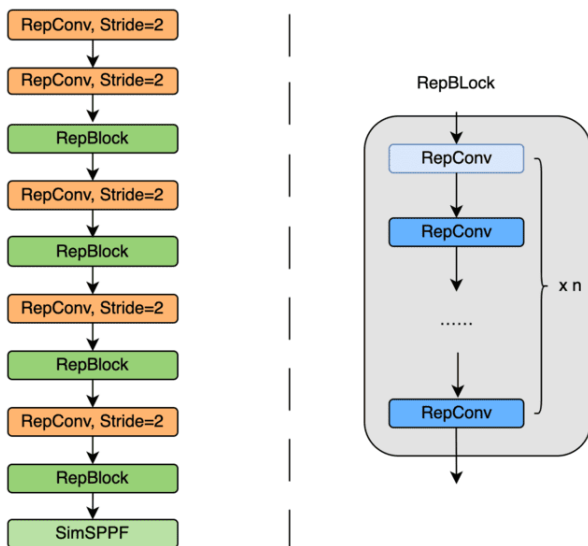 RepConv, Stride=2
RepConv, Stride=2
RepBlock
RepConv, Stride=2
RepBlock
RepConv, Stride=2
RepBlock
RepConv, Stride=2
RepBlock
SimSPPF
RepBLock
RepConv
RepConv
......
RepConv
x n